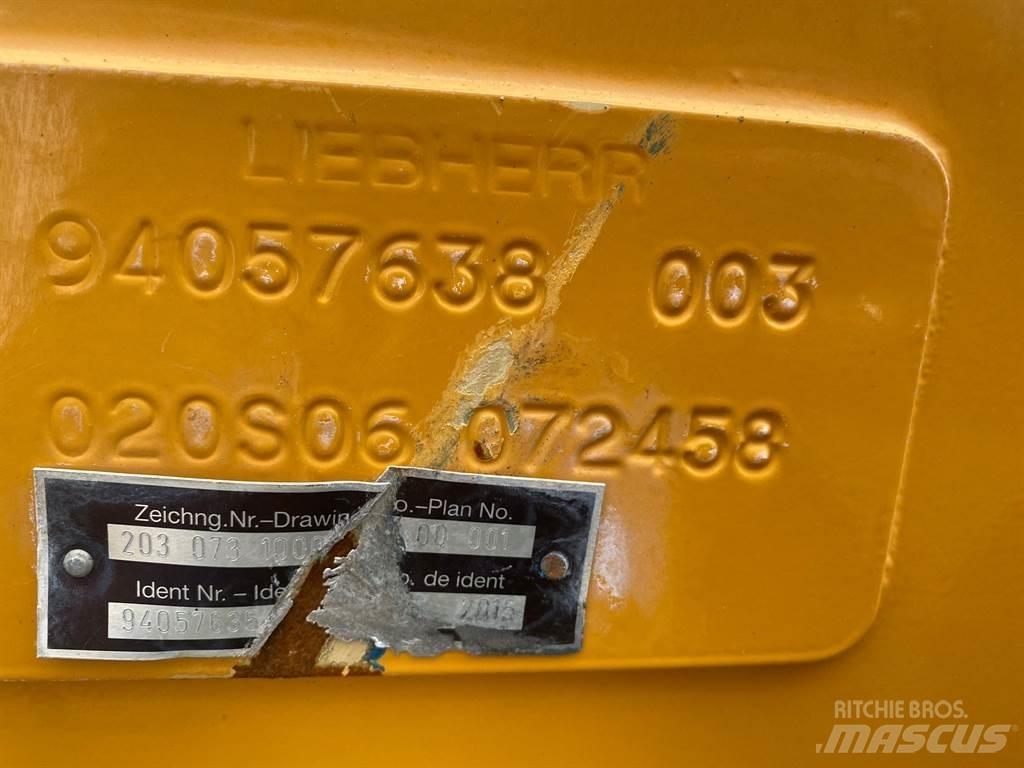 LIEBHERR
94057638 003
020S06 072458
Zeichng.Nr.–Drawin o.–Plan No.
203 073 00 001
Ident Nr. – Ide o. de ident
2015
RITCHIE BROS.
MASCUS